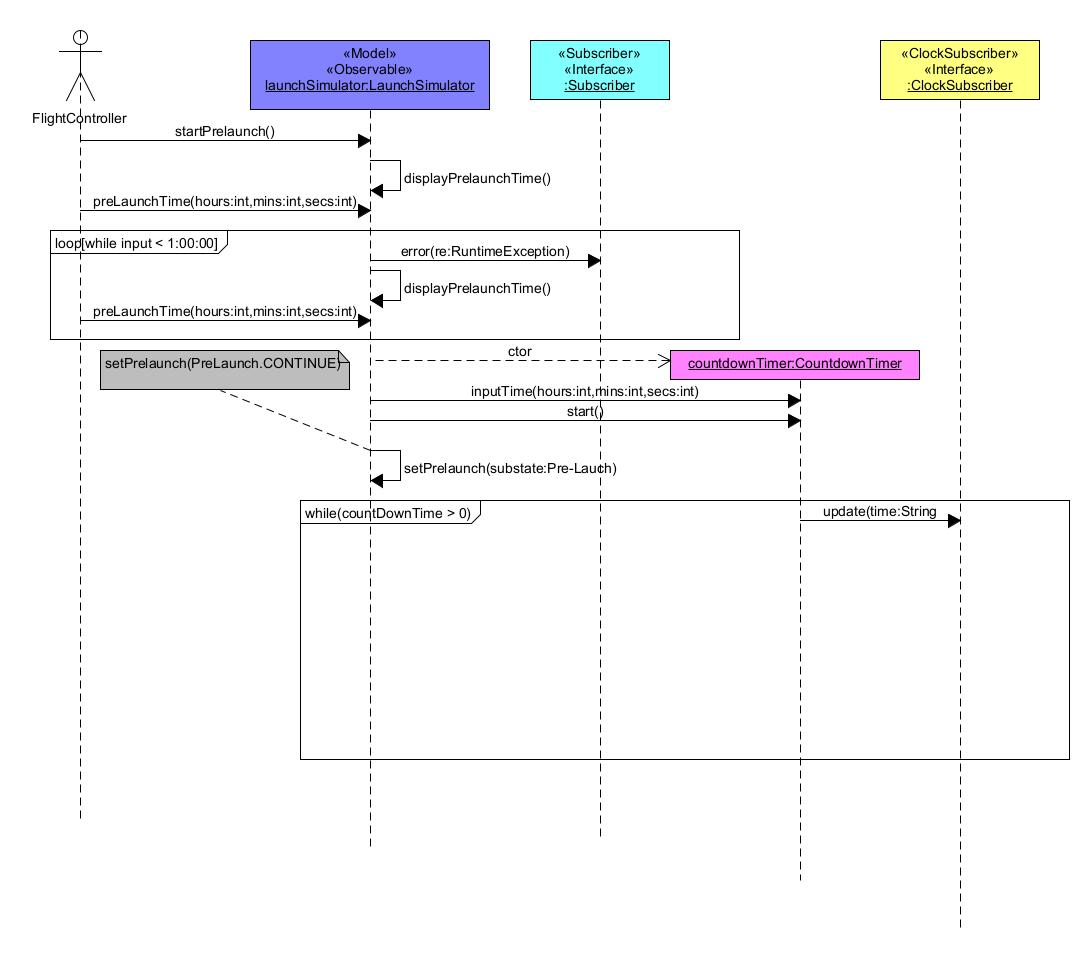 «Model»
«Observable»
launchSimulator:LaunchSimulator
«Subscriber»
«Interface»
:Subscriber
«ClockSubscriber»
«Interface»
:ClockSubscriber
FlightController
startPrelaunch()
displayPrelaunchTime()
preLaunchTime(hours:int,mins:int,secs:int)
loop[while input < 1:00:00]
error(re:RuntimeException)
displayPrelaunchTime()
preLaunchTime(hours:int,mins:int,secs:int)
setPrelaunch(PreLaunch.CONTINUE)
ctor
countdownTimer:CountdownTimer
inputTime(hours:int,mins:int,secs:int)
start()
setPrelaunch(substate:Pre-Lauch)
while(countDownTime > 0)
update(time:String